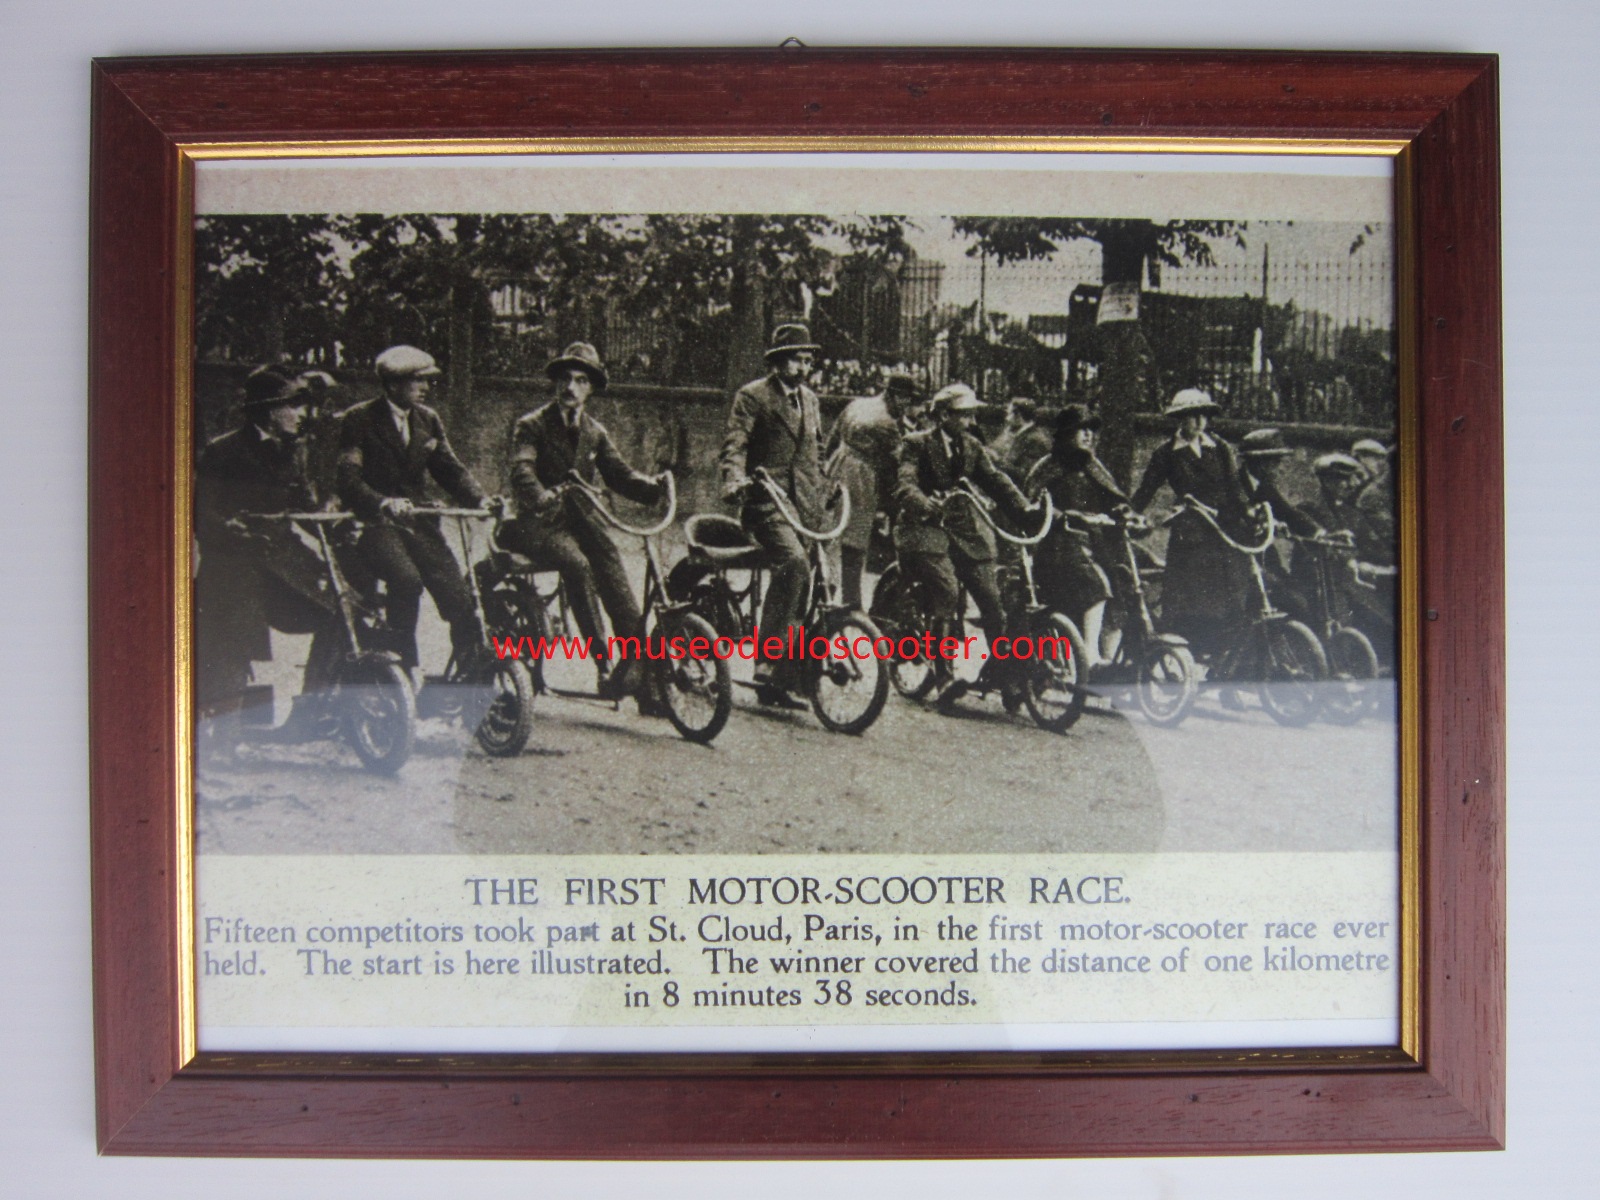 www.museodelloscooter.com
THE FIRST MOTOR-SCOOTER RACE.
Fifteen competitors took part at St. Cloud, Paris, in the first motor-scooter race ever
held. The start is here illustrated. The winner covered the distance of one kilometre
in 8 minutes 38 seconds.